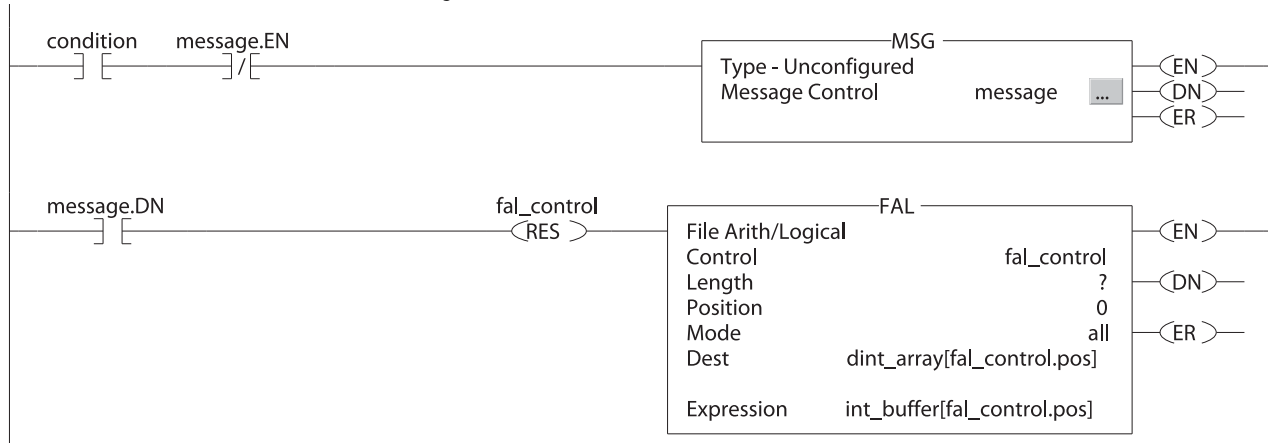 condition message.EN
MSG
Type - Unconfigured
Message Control message ...
EN
DN
ER
message.DN
fal_control
RES
FAL
File Arith/Logical
Control fal_control
Length ?
Position 0
Mode all
Dest dint_array[fal_control.pos]
Expression int_buffer[fal_control.pos]
EN
DN
ER